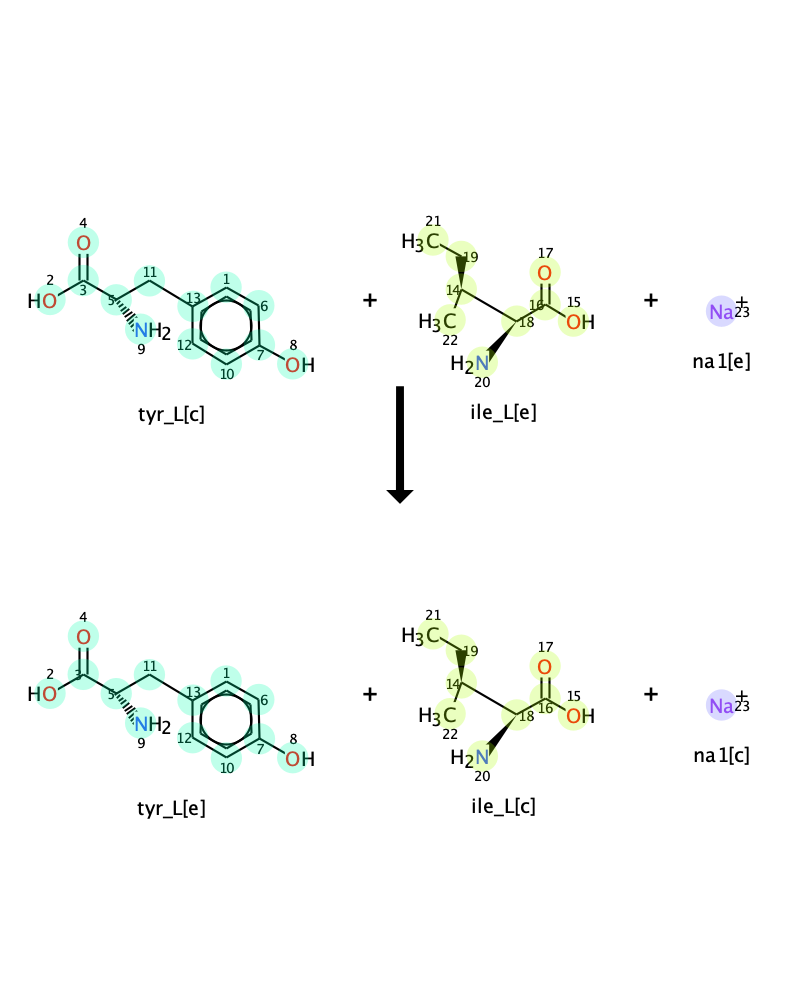 4
O
2
HO
3
5
11
NH2
9
13
1
6
12
10
7
8
OH
tyr_L[c]
+
21
H3C
19
14
H3C
22
17
O
16
15
OH
18
H2N
20
ile_L[e]
+
Na+
23
na1[e]
4
O
2
HO
3
5
11
NH2
9
13
1
6
12
10
7
8
OH
tyr_L[e]
+
21
H3C
19
14
H3C
22
17
O
16
15
OH
18
H2N
20
ile_L[c]
+
Na+
23
na1[c]